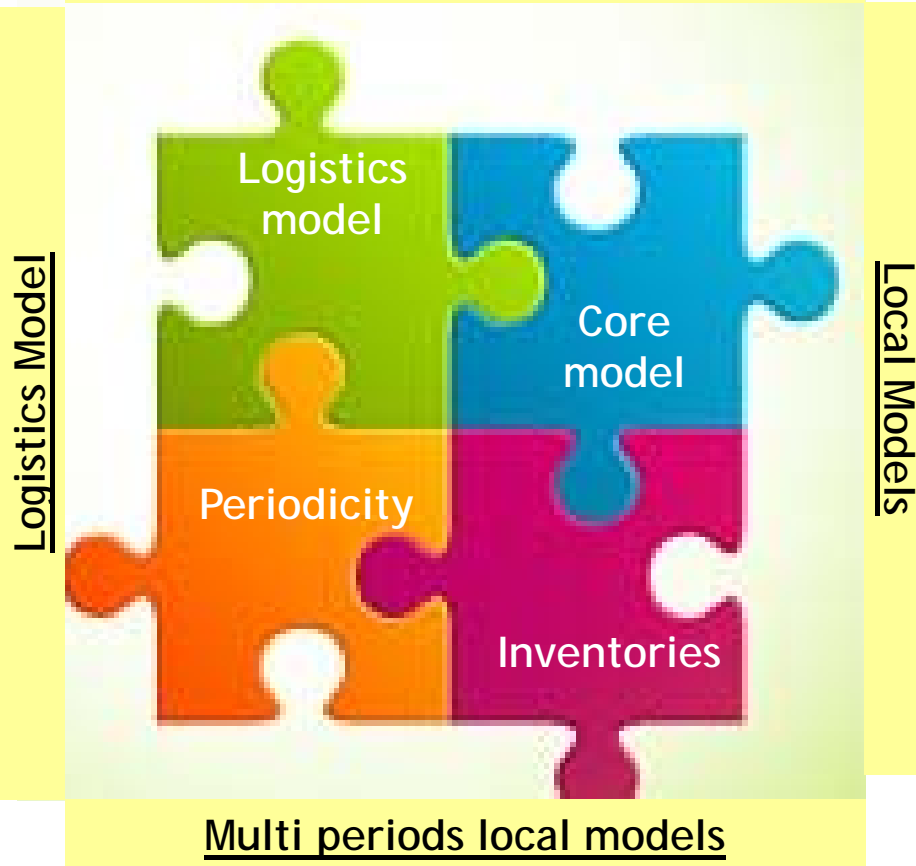 Logistics
model
Core
model
Periodicity
Inventories
Logistics Model
Local Models
Multi periods local models